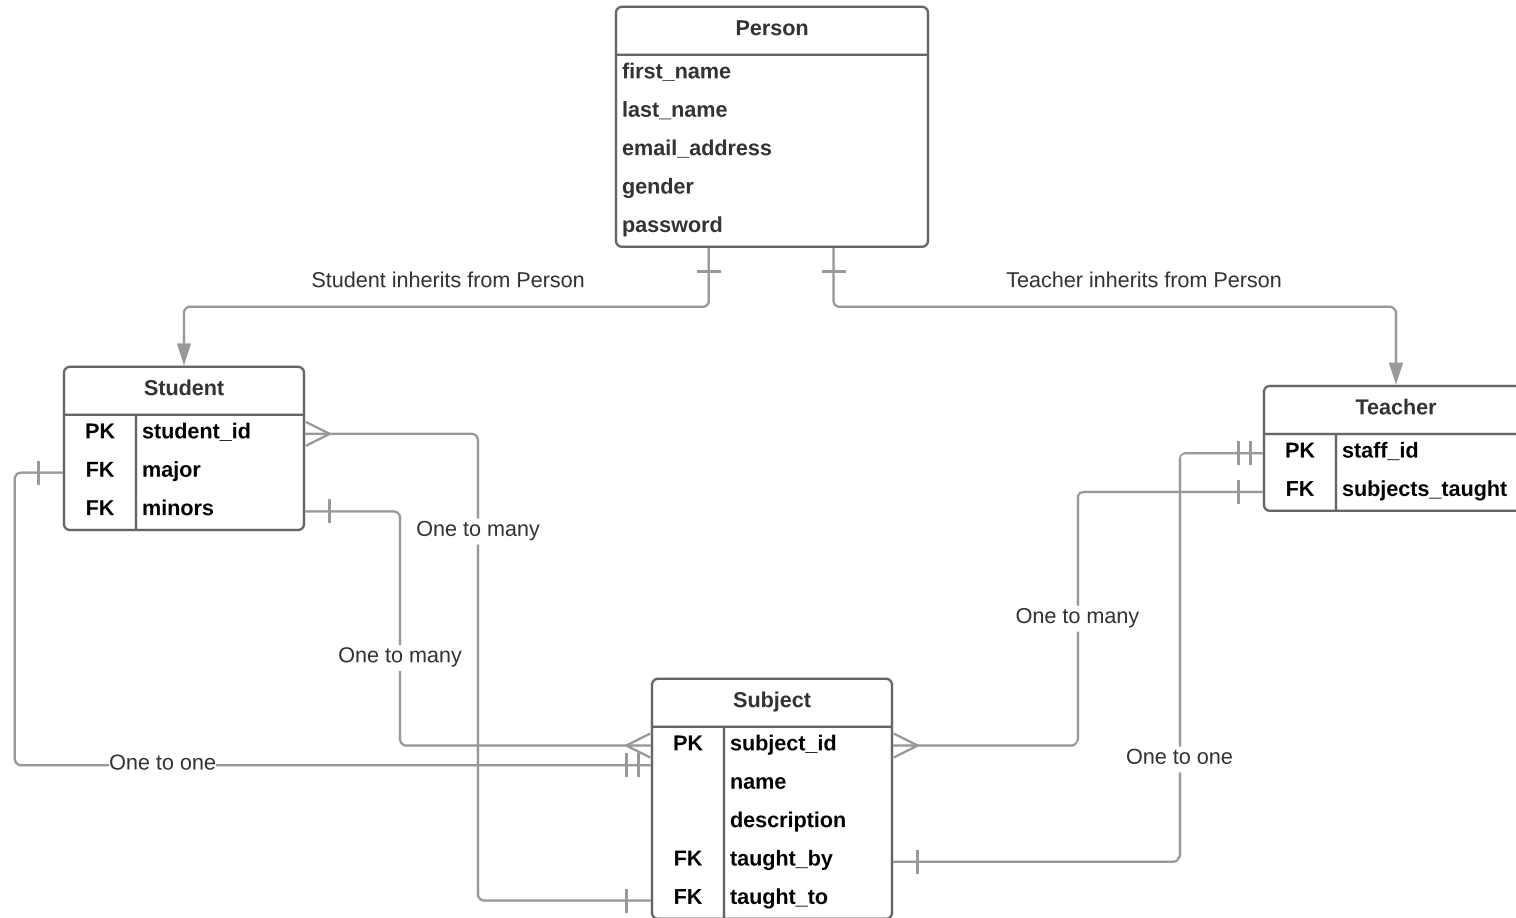 Person
first_name
last_name
email_address
gender
password
Student inherits from Person
Teacher inherits from Person
Student
PK student_id
FK major
FK minors
Teacher
PK staff_id
FK subjects_taught
One to many
One to many
One to many
One to one
One to one
Subject
PK subject_id
name
description
FK taught_by
FK taught_to